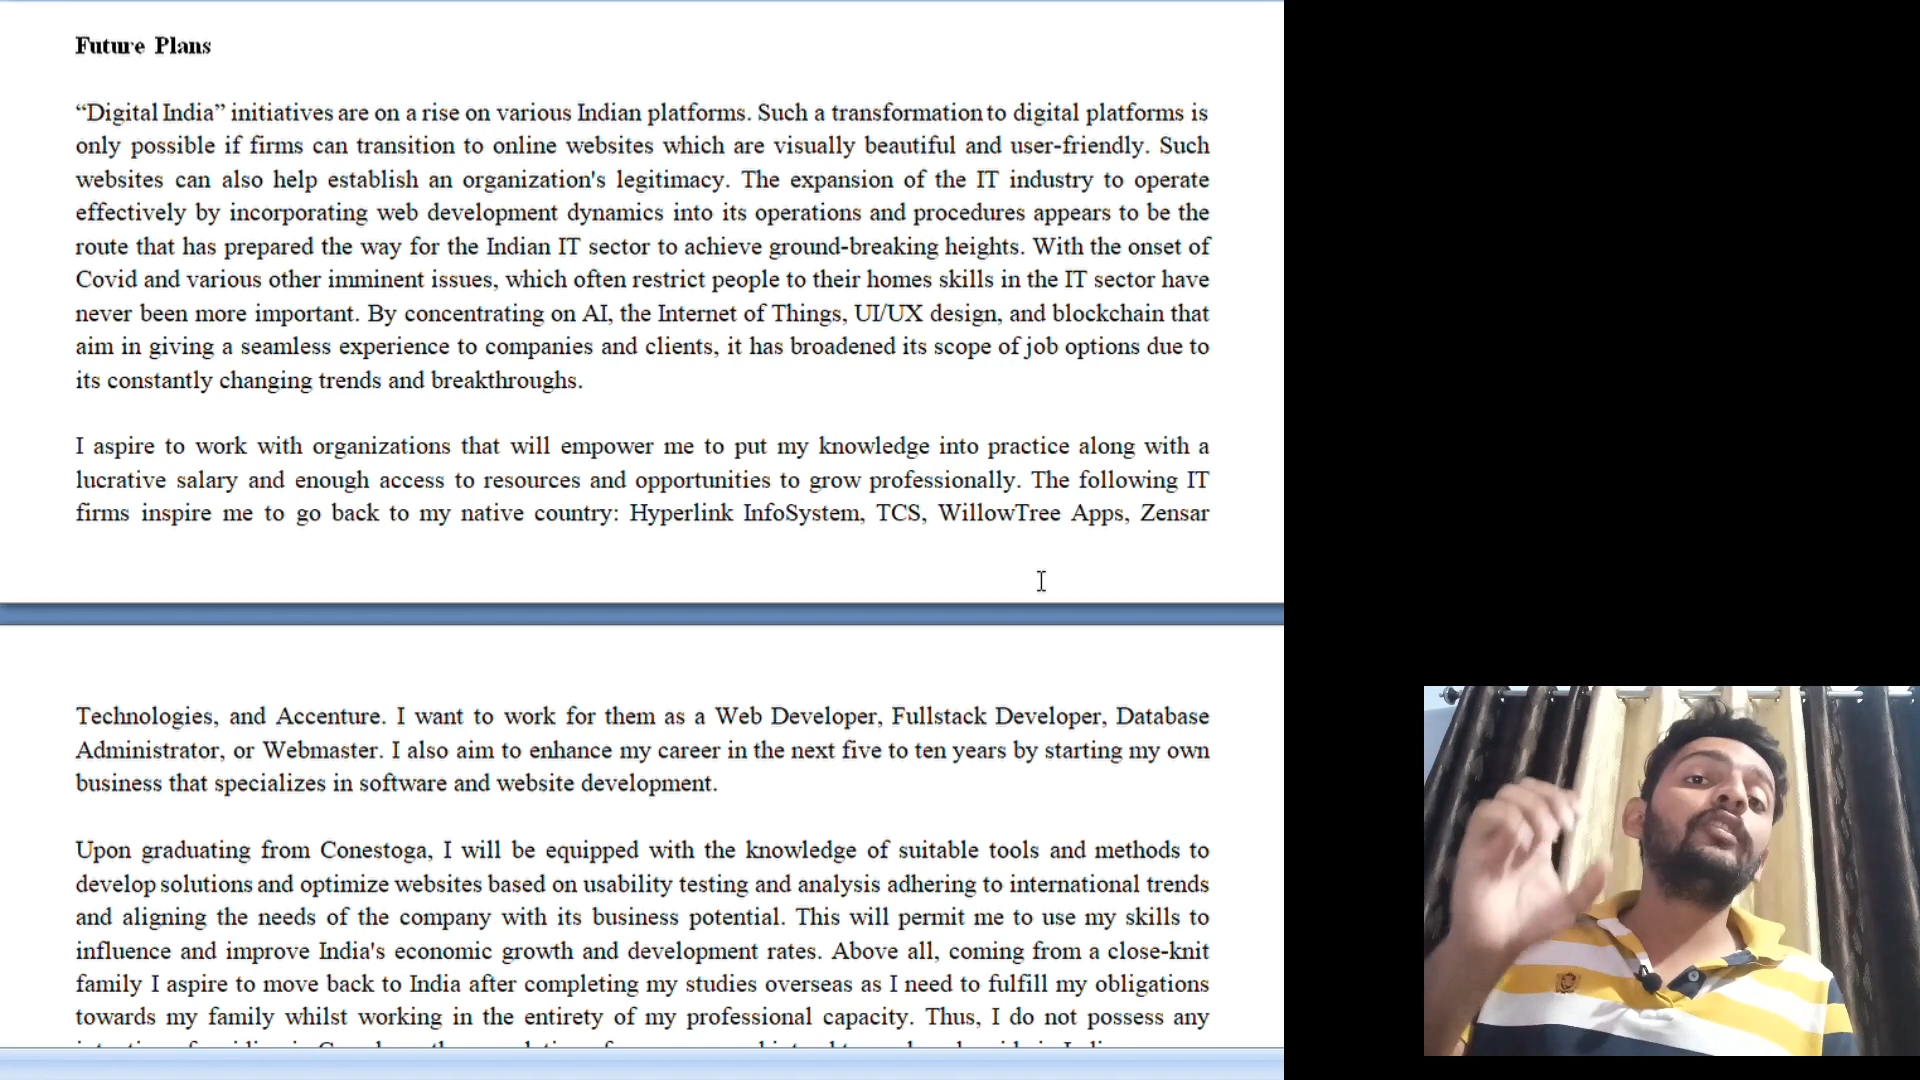 Future Plans
“Digital India” initiatives are on a rise on various Indian platforms. Such a transformation to digital platforms is
only possible if firms can transition to online websites which are visually beautiful and user-friendly. Such
websites can also help establish an organization's legitimacy. The expansion of the IT industry to operate
effectively by incorporating web development dynamics into its operations and procedures appears to be the
route that has prepared the way for the Indian IT sector to achieve ground-breaking heights. With the onset of
Covid and various other imminent issues, which often restrict people to their homes skills in the IT sector have
never been more important. By concentrating on AI, the Internet of Things, UI/UX design, and blockchain that
aim in giving a seamless experience to companies and clients, it has broadened its scope of job options due to
its constantly changing trends and breakthroughs.
I aspire to work with organizations that will empower me to put my knowledge into practice along with a
lucrative salary and enough access to resources and opportunities to grow professionally. The following IT
firms inspire me to go back to my native country: Hyperlink InfoSystem, TCS, WillowTree Apps, Zensar
Technologies, and Accenture. I want to work for them as a Web Developer, Fullstack Developer, Database
Administrator, or Webmaster. I also aim to enhance my career in the next five to ten years by starting my own
business that specializes in software and website development.
Upon graduating from Conestoga, I will be equipped with the knowledge of suitable tools and methods to
develop solutions and optimize websites based on usability testing and analysis adhering to international trends
and aligning the needs of the company with its business potential. This will permit me to use my skills to
influence and improve India's economic growth and development rates. Above all, coming from a close-knit
family I aspire to move back to India after completing my studies overseas as I need to fulfill my obligations
towards my family whilst working in the entirety of my professional capacity. Thus, I do not possess any